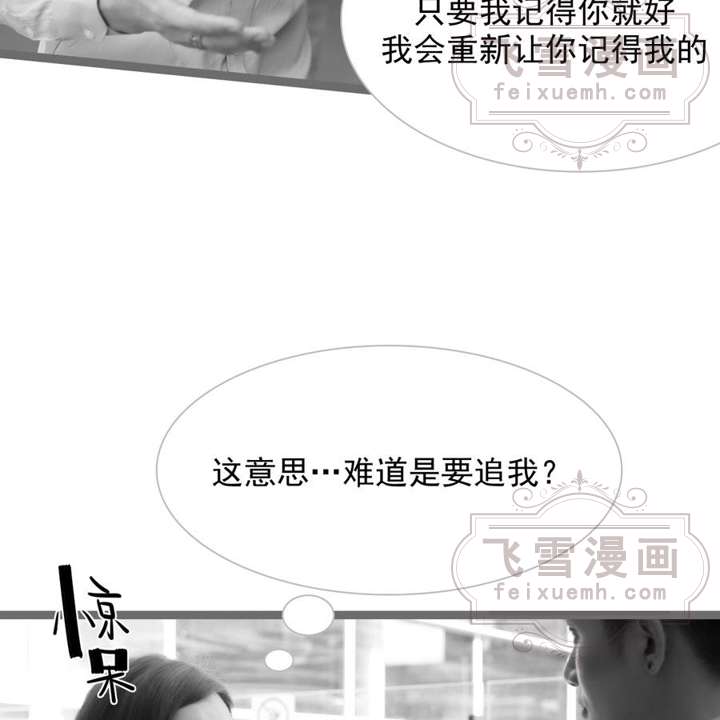 只要我记得你就好
我会重新让你记得我的
飞雪漫画
feixuemh.com
这意思…难道是要追我？
飞雪漫画
feixuemh.com
惊呆